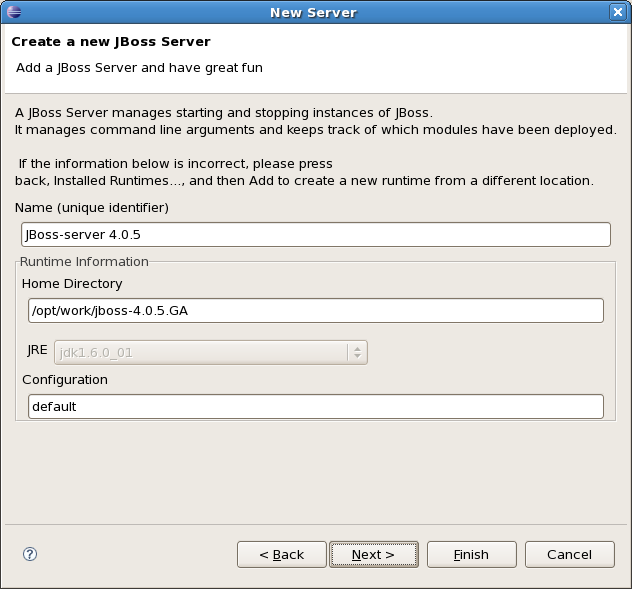 New Server
Create a new JBoss Server
Add a JBoss Server and have great fun
A JBoss Server manages starting and stopping instances of JBoss.
It manages command line arguments and keeps track of which modules have been deployed.
If the information below is incorrect, please press
back, Installed Runtimes..., and then Add to create a new runtime from a different location.
Name (unique identifier)
JBoss-server 4.0.5
Runtime Information
Home Directory
/opt/work/jboss-4.0.5.GA
JRE jdk1.6.0_01
Configuration
default
? < Back Next > Finish Cancel